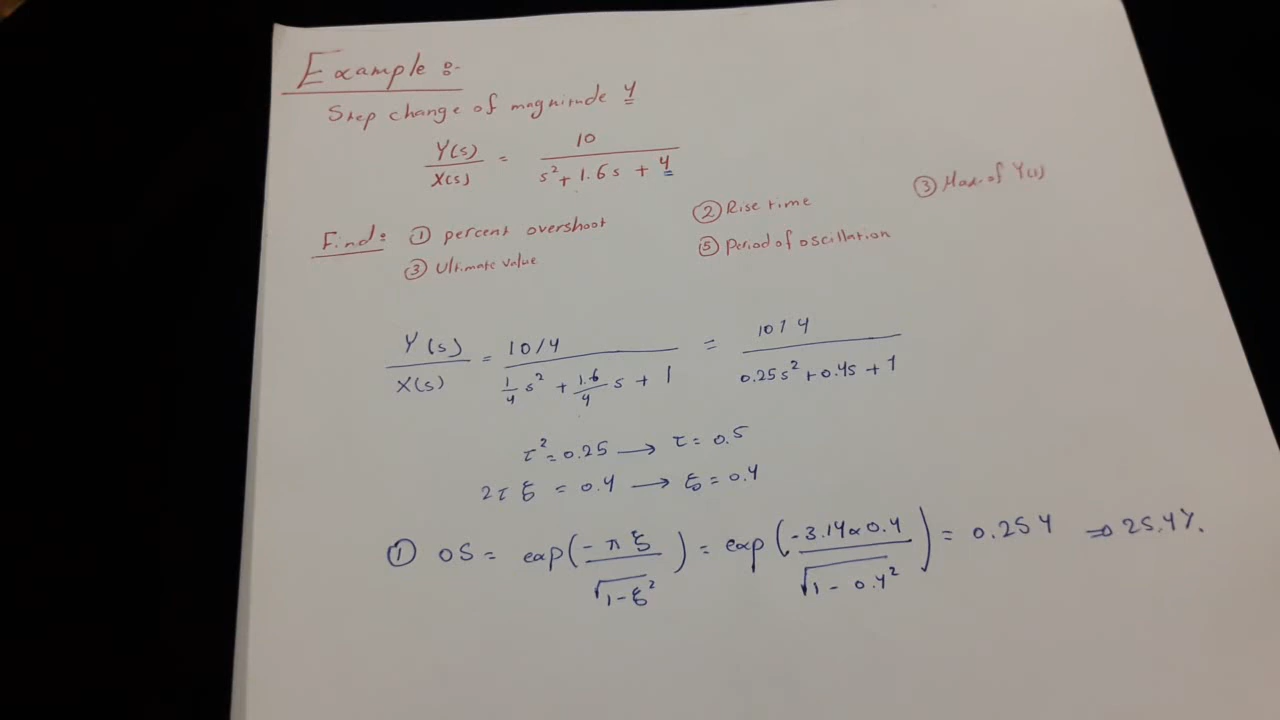 Example :-
Step change of magnitude 4
Y(s)/X(s) = 10/(s² + 1.6s + 4)
Find: ① percent overshoot ② Rise time ③ Max. of Y(t)
③ Ultimate value ⑤ Period of oscillation
Y(s)/X(s) = (10/4)/(1/4 s² + 1.6/4 s + 1) = (10/4)/(0.25s² + 0.4s + 1)
τ² = 0.25 → τ = 0.5
2τξ = 0.4 → ξ = 0.4
① OS = exp(-πξ/√1-ξ²) = exp(-3.14×0.4/√1-0.4²) = 0.254 ⇒ 25.4%.